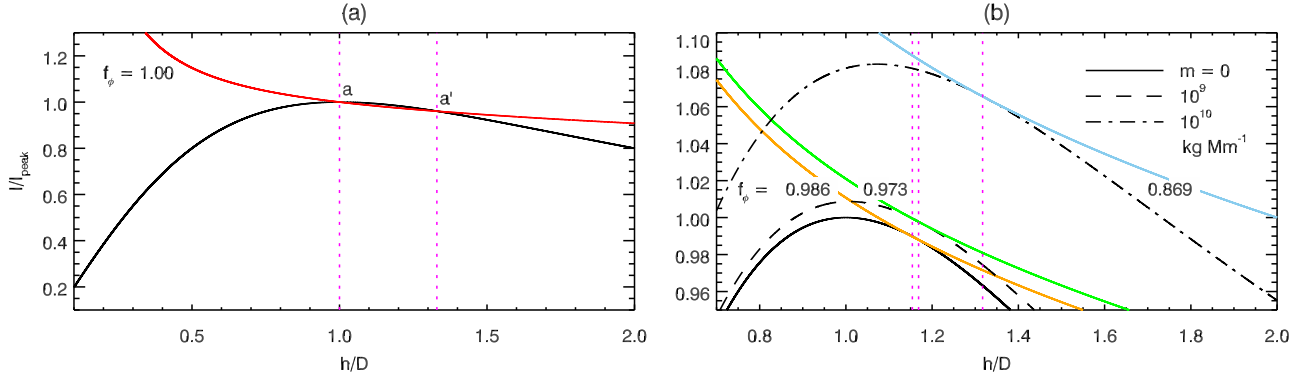 (a)
I/I_peak
1.2
1.0
0.8
0.6
0.4
0.2
f_ϕ = 1.00
a
a'
0.5
1.0
1.5
2.0
h/D
(b)
1.10
1.08
1.06
1.04
1.02
1.00
0.98
0.96
m = 0
10^9
10^10
kg Mm^-1
f_ϕ = 0.986 0.973
0.869
0.8
1.0
1.2
1.4
1.6
1.8
2.0
h/D